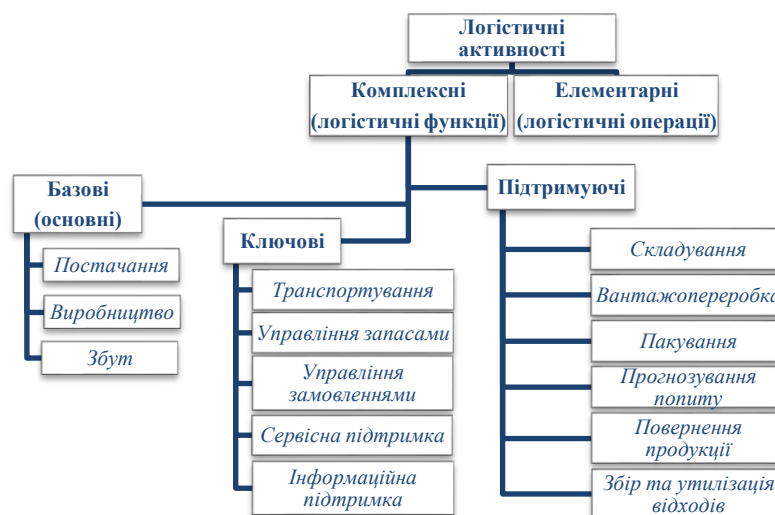 Логістичні
активності
Комплексні
(логістичні функції)
Елементарні
(логістичні операції)
Базові
(основні)
Постачання
Виробництво
Збут
Ключові
Транспортування
Управління запасами
Управління
замовленнями
Сервісна підтримка
Інформаційна
підтримка
Підтримуючі
Складування
Вантажопереробка
Пакування
Прогнозування
попиту
Повернення
продукції
Збір та утилізація
відходів